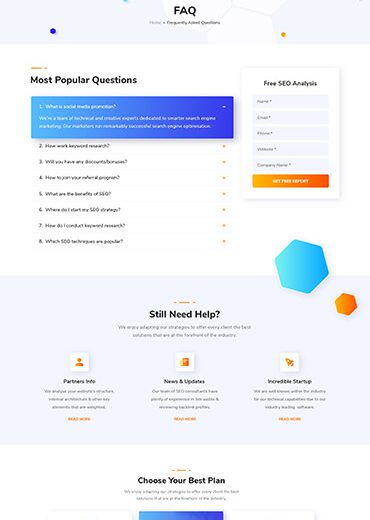 FAQ
Home » Frequently Asked Questions
Most Popular Questions
1. What is social media promotion?
We're a team of technical and creative experts dedicated to smarter search engine
marketing. Our marketers run remarkably successful search engine optimisation.
2. How work keyword research?
3. Will you have any discounts/bonuses?
4. How to join your referral program?
5. What are the benefits of SEO?
6. Where do I start my SEO strategy?
7. How do I conduct keyword research?
8. Which SEO techniques are popular?
Free SEO Analysis
Name *
Email *
Phone *
Website *
Company Name *
GET FREE REPORT
Still Need Help?
We enjoy adapting our strategies to offer every client the best
solutions that are at the forefront of the industry.
Partners Info
We analyse your website's structure,
internal architecture & other key
elements that are weighted.
READ MORE
News & Updates
Our team of SEO consultants have
plenty of experience in link audits &
reviewing backlink profiles.
READ MORE
Incredible Startup
We are well known within the industry
for our technical capabilities due to our
industry leading software.
READ MORE
Choose Your Best Plan
We enjoy adapting our strategies to offer every client the best
solutions that are at the forefront of the industry.